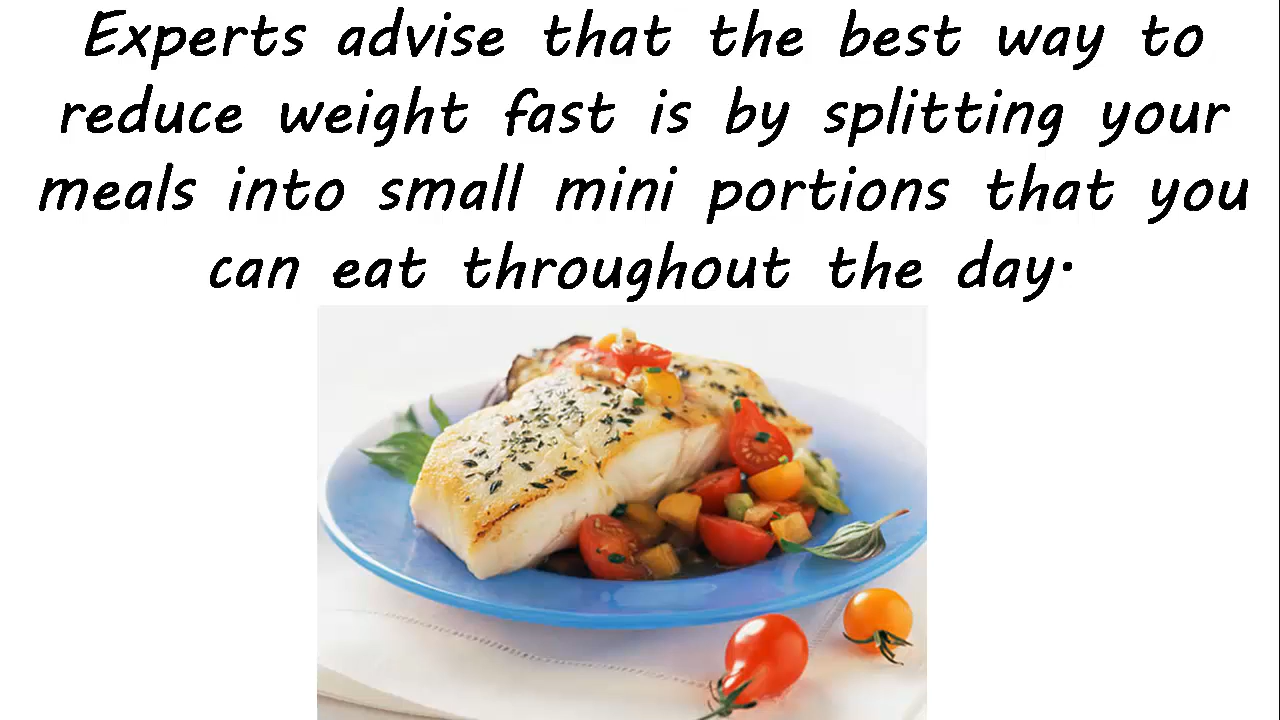 Experts advise that the best way to
reduce weight fast is by splitting your
meals into small mini portions that you
can eat throughout the day.